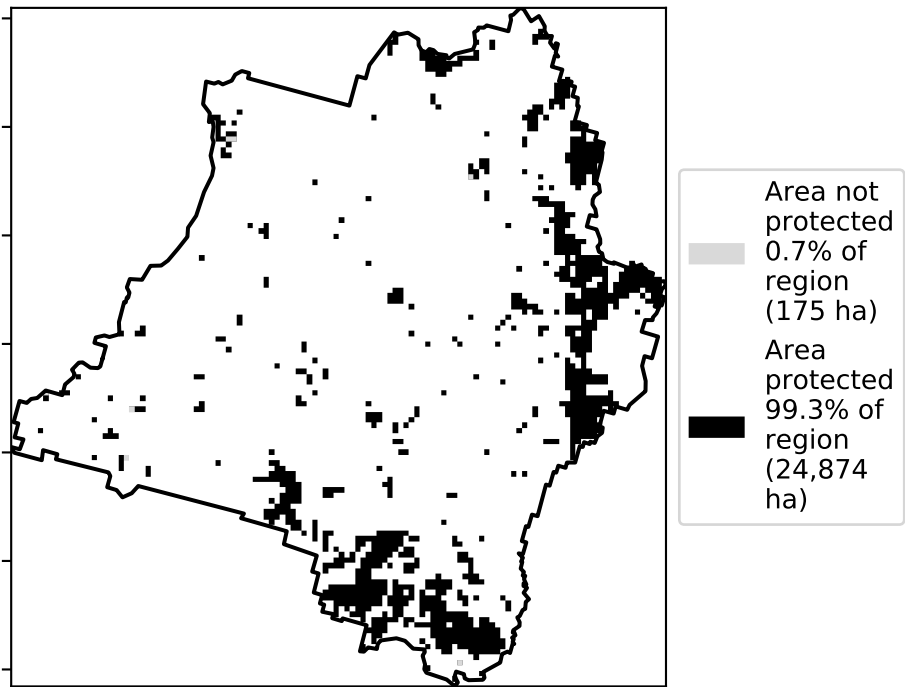 Area not
protected
0.7% of
region
(175 ha)
Area
protected
99.3% of
region
(24,874
ha)